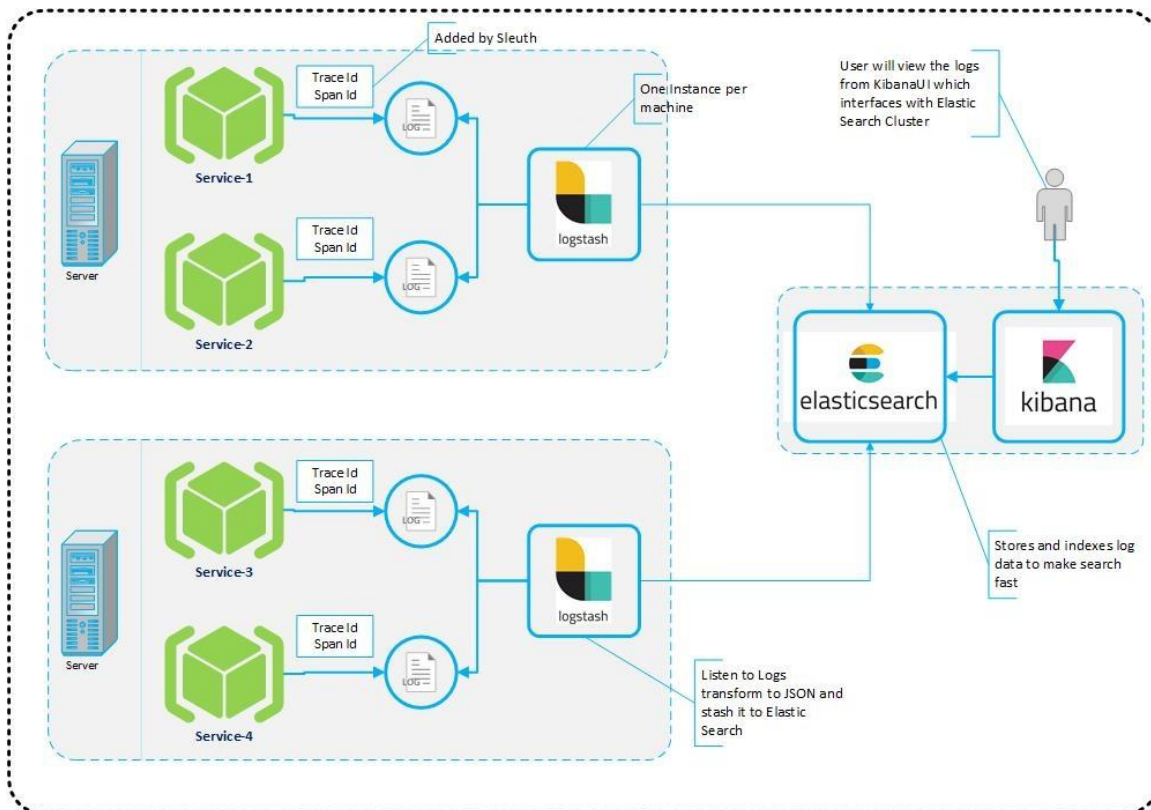 Added by Sleuth
Trace Id
Span Id
LOG
Service-1
One Instance per
machine
User will view the logs
from KibanaUI which
interfaces with Elastic
Search Cluster
logstash
Server
Trace Id
Span Id
LOG
Service-2
elasticsearch
kibana
Trace Id
Span Id
LOG
Service-3
logstash
Stores and indexes log
data to make search
fast
Server
Trace Id
Span Id
LOG
Service-4
Listen to Logs
transform to JSON and
stash it to Elastic
Search